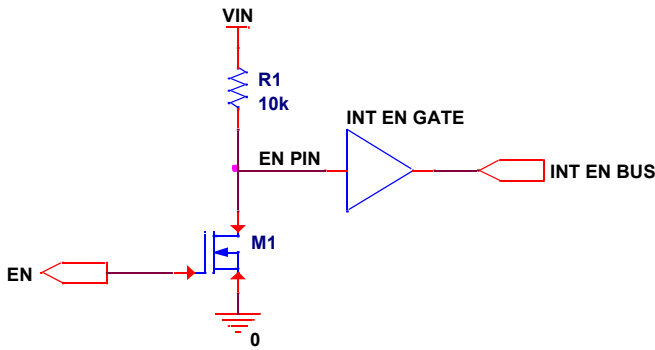 VIN
R1
10k
INT EN GATE
EN PIN
INT EN BUS
M1
EN
0